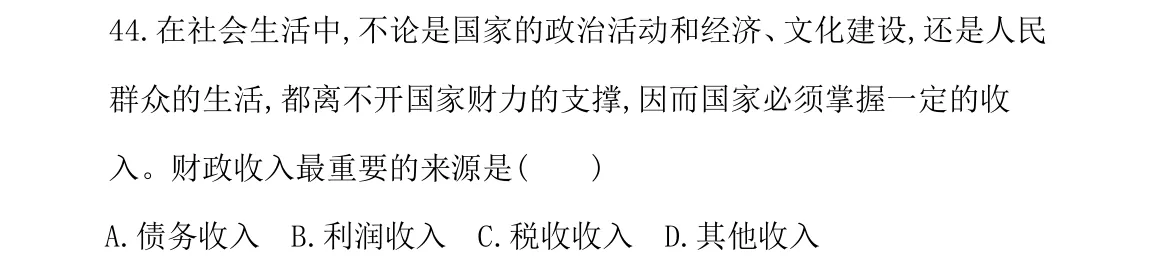 44.在社会生活中,不论是国家的政治活动和经济、文化建设,还是人民
群众的生活,都离不开国家财力的支撑,因而国家必须掌握一定的收
入。财政收入最重要的来源是(　　)
A.债务收入　B.利润收入　C.税收收入　D.其他收入